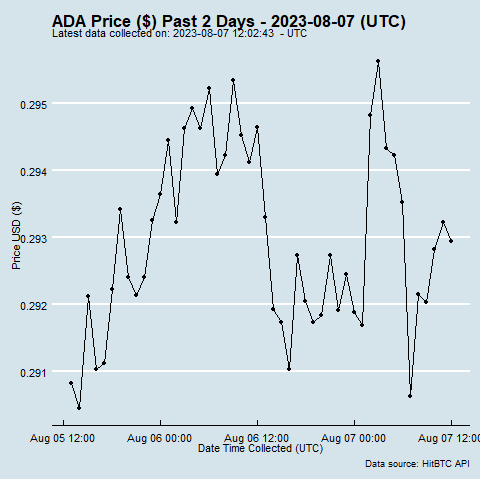 ADA Price ($) Past 2 Days - 2023-08-07 (UTC)
Latest data collected on: 2023-08-07 12:02:43  - UTC
0.295
0.294
0.293
0.292
0.291
Price USD ($)
Aug 05 12:00 Aug 06 00:00 Aug 06 12:00 Aug 07 00:00 Aug 07 12:00
Date Time Collected (UTC)
Data source: HitBTC API